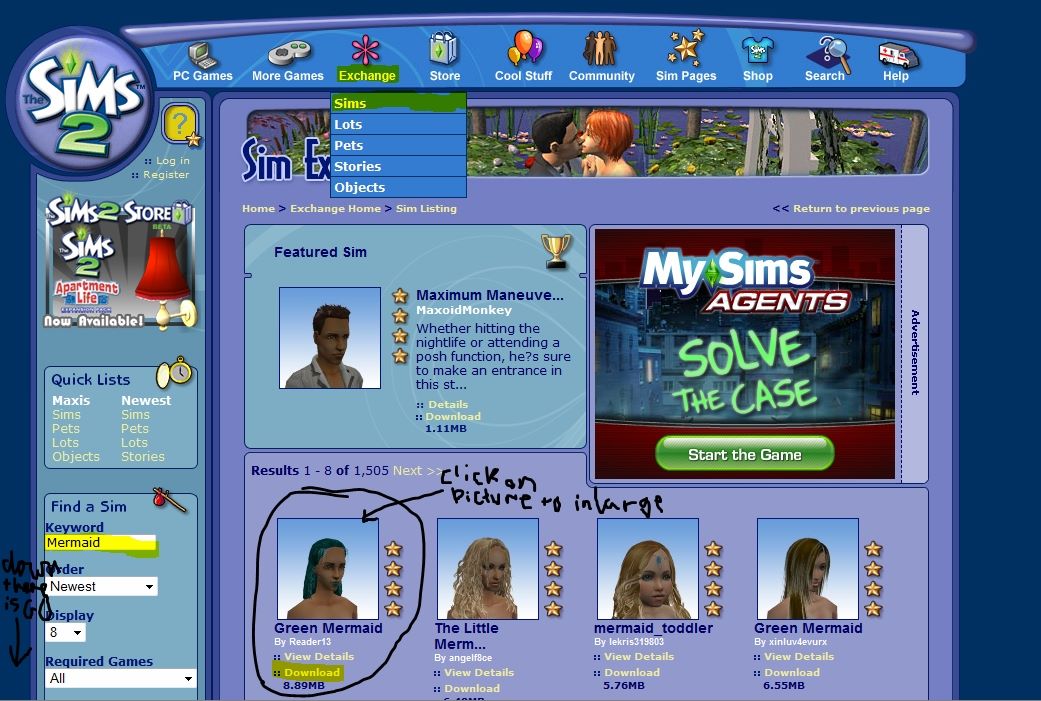 THE SiMS™ 2
PC Games
More Games
Exchange
Store
Cool Stuff
Community
Sim Pages
Shop
Search
Help
Sims
Lots
Pets
Stories
Objects
?
:: Log in
:: Register
THE SiMS 2 STORE
BETA
THE SiMS 2
Apartment
Life
Now Available!
Quick Lists
Maxis Newest
Sims Sims
Pets Pets
Lots Lots
Objects Stories
Find a Sim
Keyword
Mermaid
Order
Newest
Display
8
Required Games
All
down
there
is GO
Sim Ex
Home > Exchange Home > Sim Listing
<< Return to previous page
Featured Sim
Maximum Maneuve...
MaxoidMonkey
Whether hitting the
nightlife or attending a
posh function, he?s sure
to make an entrance in
this st...
:: Details
:: Download
1.11MB
MySims
AGENTS
SOLVE
THE CASE
Start the Game
Advertisement
Results 1 - 8 of 1,505 Next >>
click on
picture to inlarge
Green Mermaid
By Reader13
:: View Details
:: Download
8.89MB
The Little
Merm...
By angelf8ce
:: View Details
:: Download
mermaid_toddler
By lekris319803
:: View Details
:: Download
5.76MB
Green Mermaid
By xinluv4evurx
:: View Details
:: Download
6.55MB